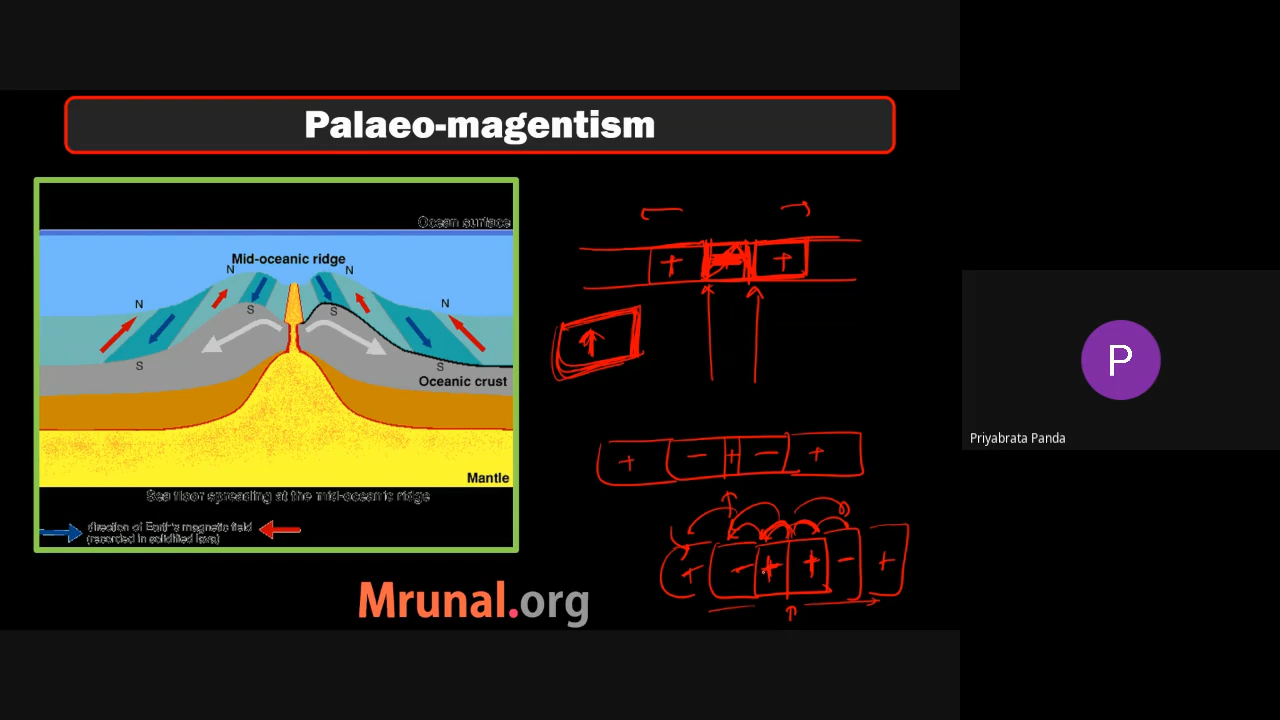 Palaeo-magentism
Ocean surface
Mid-oceanic ridge
N
N
N
N
S
S
S
S
Oceanic crust
Mantle
Sea floor spreading at the mid-oceanic ridge
direction of Earth's magnetic field
(recorded in solidified lava)
+ +
+ - + - +
+ - + + - +
Mrunal.org
P
Priyabrata Panda